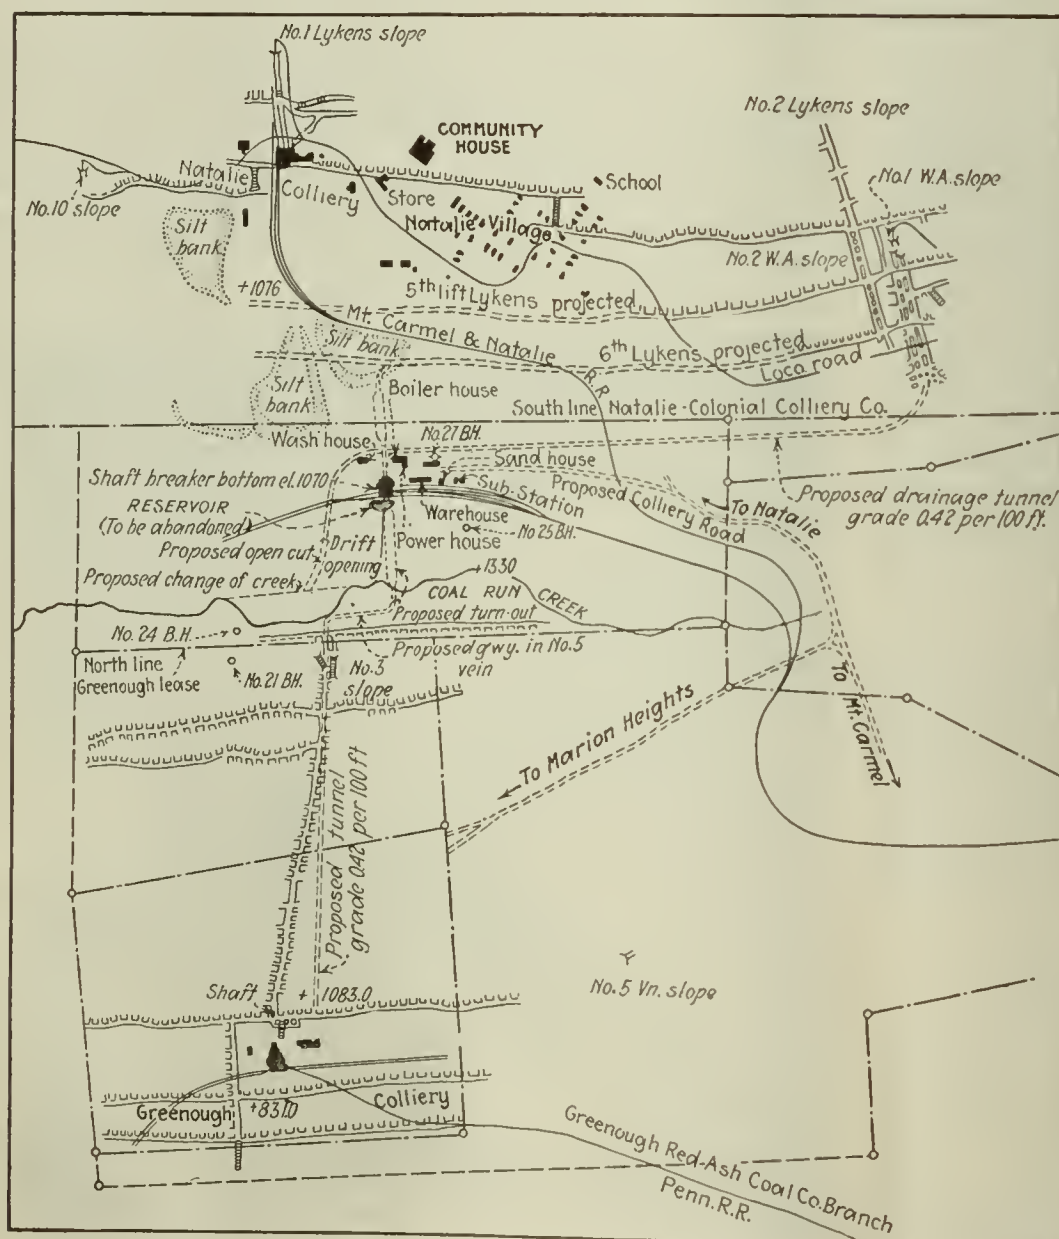 No.1 Lykens slope
COMMUNITY
HOUSE
No.2 Lykens slope
No.1 W.A. slope
Natalie
Colliery
Store
School
No.10 slope
Silt
bank
Natalie Village
No.2 W.A. slope
+1076
5th lift Lykens projected
Mt. Carmel & Natalie
R.R.
Silt bank
6th Lykens projected
Loco road
Silt
bank
Boiler house
South line Natalie-Colonial Colliery Co.
Wash house
No.27 B.H.
Sand house
Shaft breaker bottom el. 1070
Sub-Station
Proposed Colliery Road
To Natalie
Proposed drainage tunnel
grade 0.42 per 100 ft.
RESERVOIR
(To be abandoned)
Warehouse
No 25 B.H.
Power house
Proposed open cut
Drift
opening
+1330
Proposed change of creek
COAL RUN CREEK
Proposed turn-out
No.24 B.H.
Proposed gwy. in No.5
vein
North line
Greenough lease
No.21 B.H.
No.3
slope
To Marion Heights
To Mt. Carmel
Proposed tunnel
grade 0.42 per 100 ft
No.5 Vn. slope
Shaft
+ 1083.0
Greenough
+831.0
Colliery
Greenough Red-Ash Coal Co. Branch
Penn. R.R.